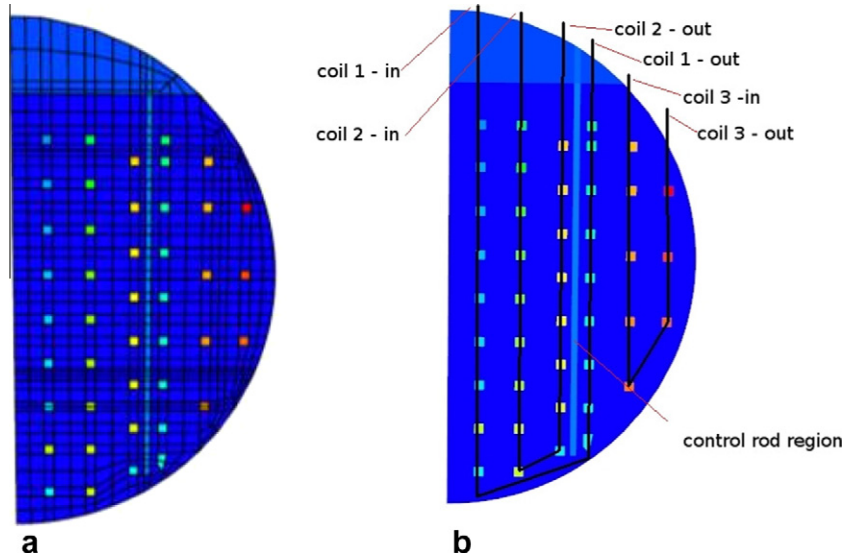 coil 2 - out
coil 1 - out
coil 1 - in
coil 3 -in
coil 2 - in
coil 3 - out
control rod region
a
b